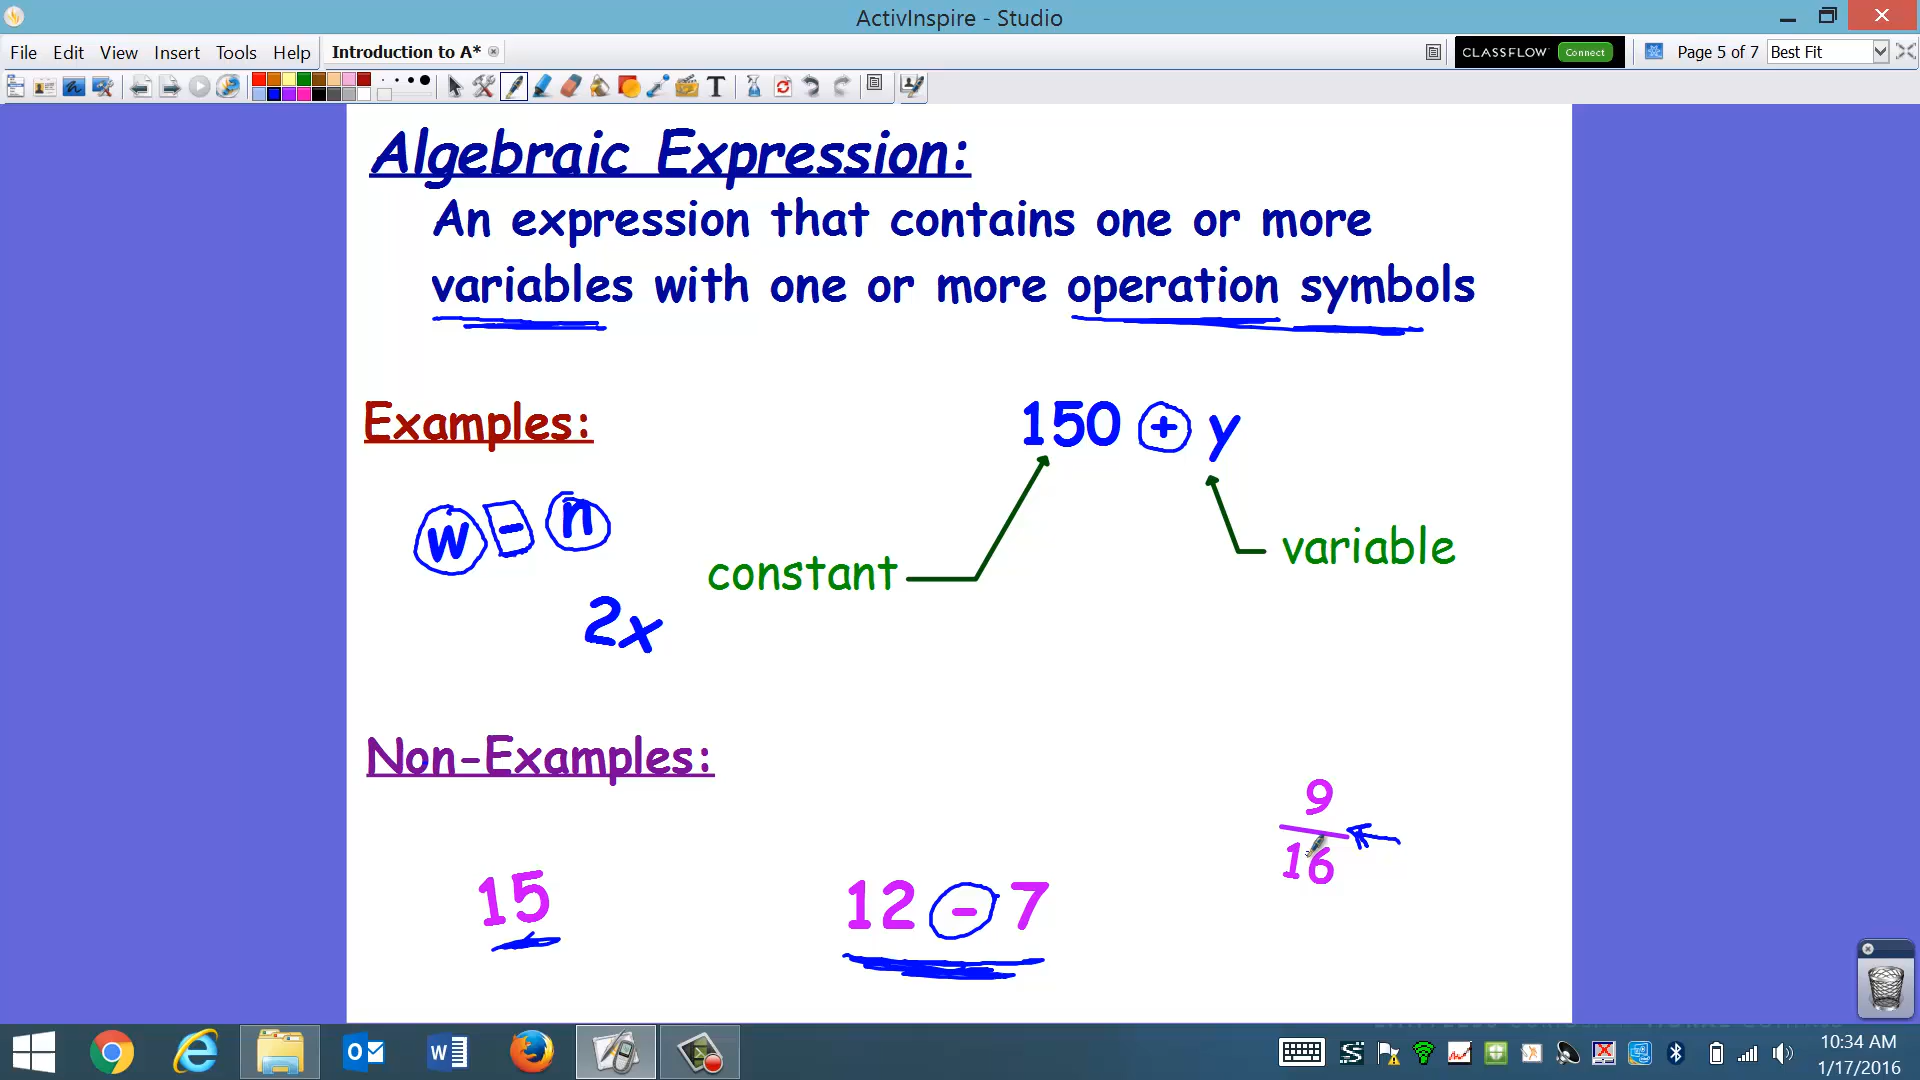 ActivInspire - Studio
File Edit View Insert Tools Help Introduction to A* CLASSFLOW Connect Page 5 of 7 Best Fit
Algebraic Expression:
An expression that contains one or more
variables with one or more operation symbols
Examples:
150 + y
w - n
constant
variable
2x
Non-Examples:
9
16
15
12 - 7
10:34 AM
1/17/2016